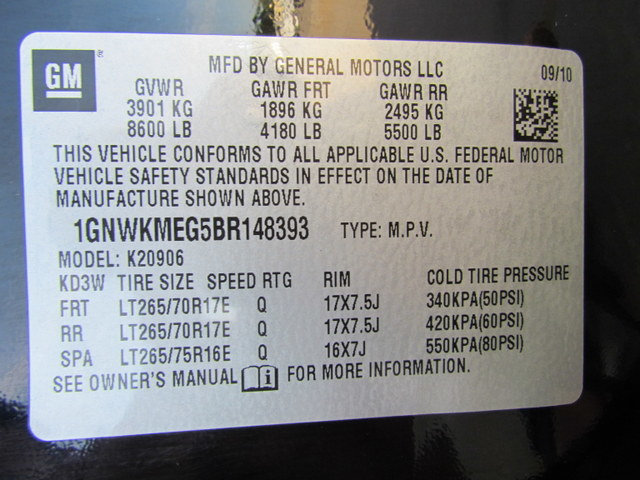 GM
®
MFD BY GENERAL MOTORS LLC
09/10
GVWR GAWR FRT GAWR RR
3901 KG 1896 KG 2495 KG
8600 LB 4180 LB 5500 LB
THIS VEHICLE CONFORMS TO ALL APPLICABLE U.S. FEDERAL MOTOR
VEHICLE SAFETY STANDARDS IN EFFECT ON THE DATE OF
MANUFACTURE SHOWN ABOVE.
1GNWKMEG5BR148393 TYPE: M.P.V.
MODEL: K20906
KD3W TIRE SIZE SPEED RTG RIM COLD TIRE PRESSURE
FRT LT265/70R17E Q 17X7.5J 340KPA(50PSI)
RR LT265/70R17E Q 17X7.5J 420KPA(60PSI)
SPA LT265/75R16E Q 16X7J 550KPA(80PSI)
SEE OWNER'S MANUAL i FOR MORE INFORMATION.